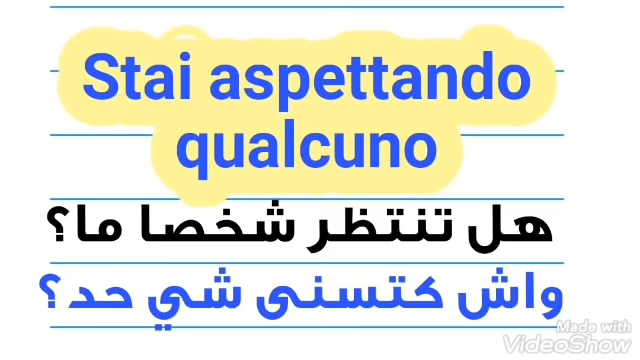 Stai aspettando
qualcuno
هل تنتظر شخصا ما؟
واش كتسنى شي حد؟
Made with
VideoShow